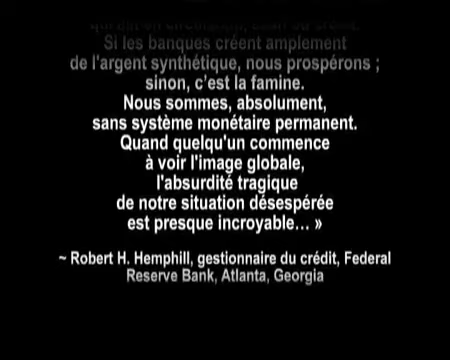 Si les banques créent amplement
de l'argent synthétique, nous prospérons ;
sinon, c’est la famine.
Nous sommes, absolument,
sans système monétaire permanent.
Quand quelqu'un commence
à voir l'image globale,
l'absurdité tragique
de notre situation désespérée
est presque incroyable… »
~ Robert H. Hemphill, gestionnaire du crédit, Federal
Reserve Bank, Atlanta, Georgia